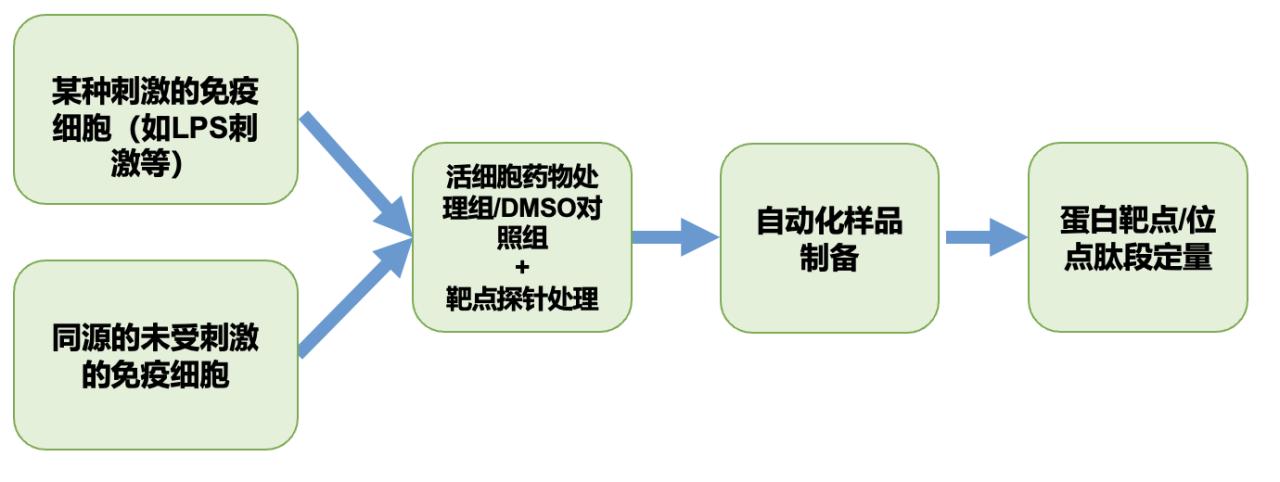 某种刺激的免疫
细胞（如LPS刺
激等）
同源的未受刺激
的免疫细胞
活细胞药物处
理组/DMSO对
照组
+
靶点探针处理
自动化样品
制备
蛋白靶点/位
点肽段定量